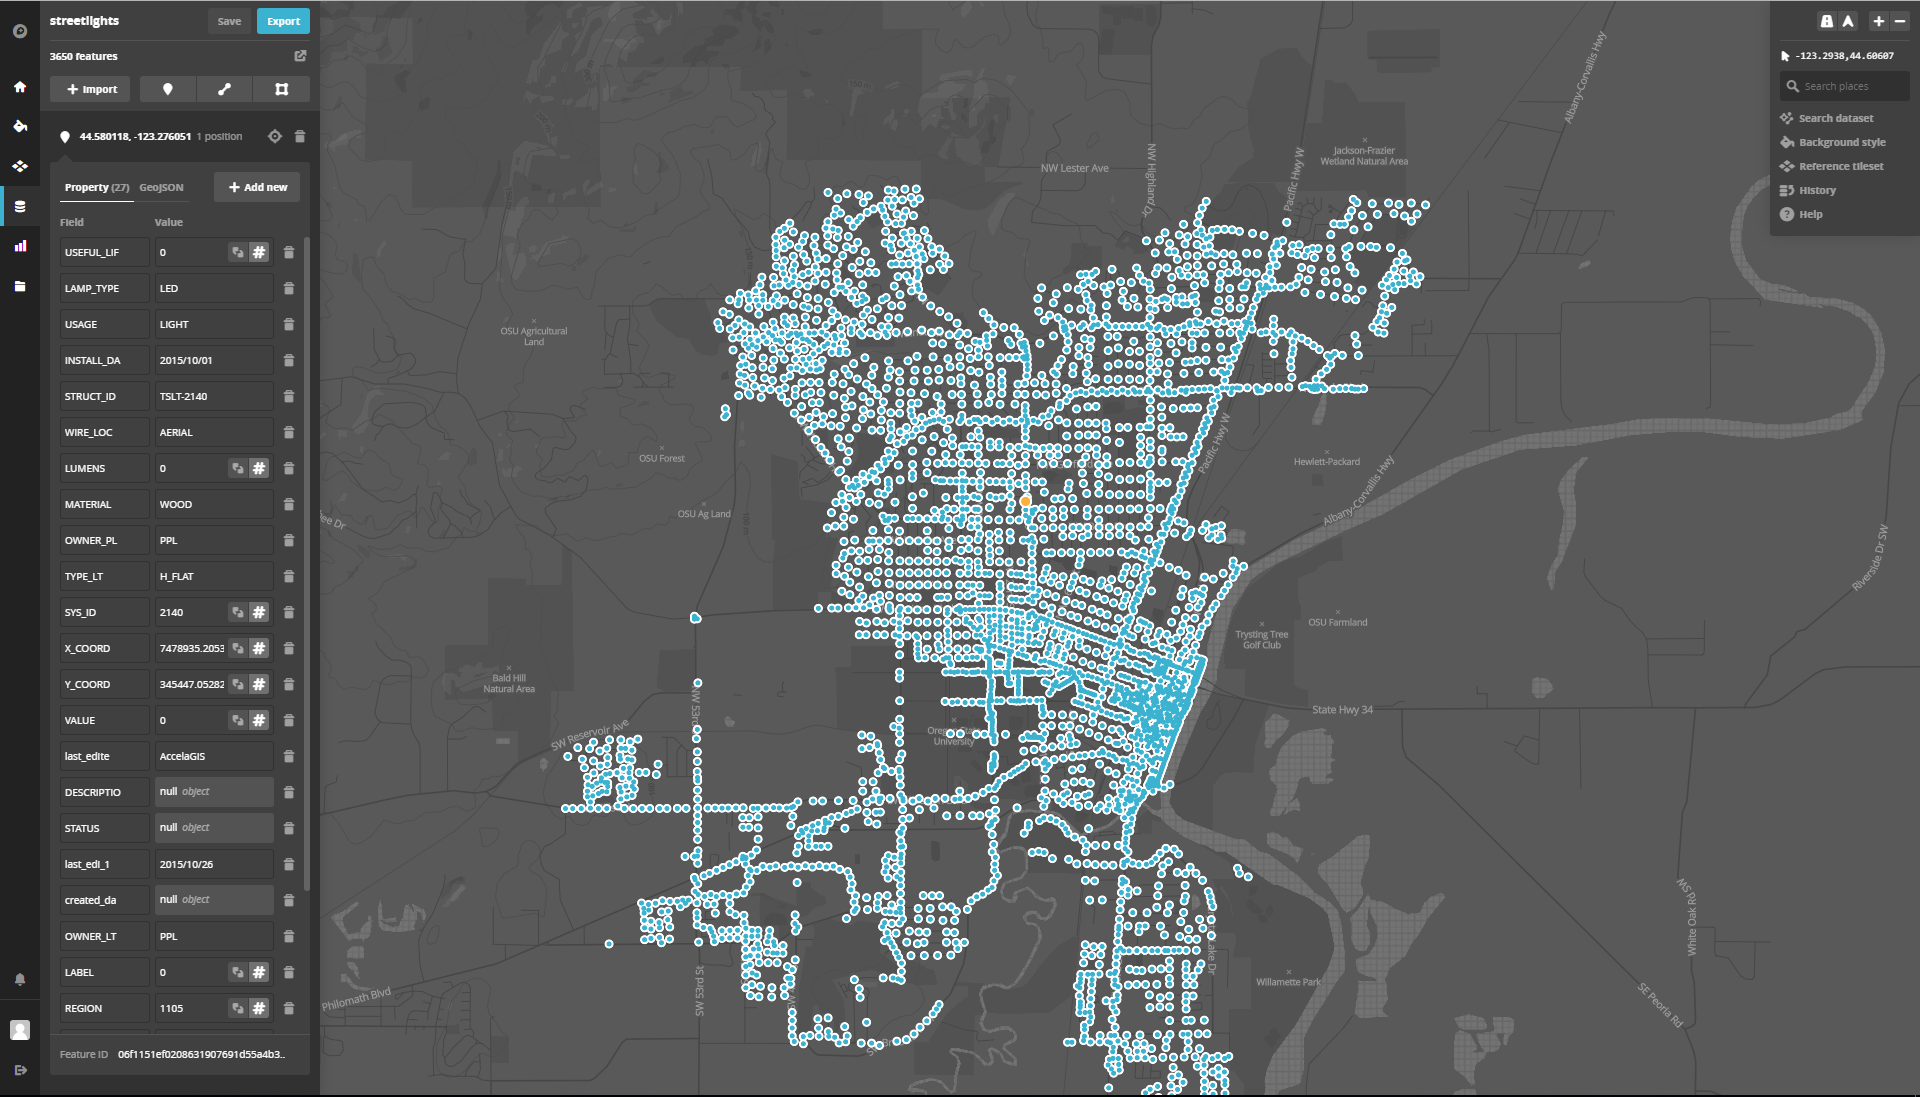 streetlights
Save
Export
3650 features
Import
44.580118, -123.276051 1 position
Property (27)
GeoJSON
Add new
Field Value
USEFUL_LIF 0 #
LAMP_TYPE LED
USAGE LIGHT
INSTALL_DA 2015/10/01
STRUCT_ID TSLT-2140
WIRE_LOC AERIAL
LUMENS 0 #
MATERIAL WOOD
OWNER_PL PPL
TYPE_LT H_FLAT
SYS_ID 2140 #
X_COORD 7478935.2053 #
Y_COORD 345447.05282 #
VALUE 0 #
last_edite AccelaGIS
DESCRIPTIO null object
STATUS null object
last_edi_1 2015/10/26
created_da null object
OWNER_LT PPL
LABEL 0 #
REGION 1105 #
Feature ID 06f1151ef0208631907691d55a4b3..
-123.2938,44.60607
Search places
Search dataset
Background style
Reference tileset
History
Help
NW Lester Ave
NW Highland Dr
Pacific Hwy W
Albany-Corvallis Hwy
Jackson-Frazier
Wetland Natural Area
OSU Agricultural
Land
OSU Forest
OSU Ag Land
Pacific Hwy W
Hewlett-Packard
Albany-Corvallis Hwy
Riverside Dr SW
OSU Farmland
Trysting Tree
Golf Club
Bald Hill
Natural Area
NW 53rd
SW Reservoir Ave
University
State Hwy 34
White Oak Rd SW
SW 53rd St
Philomath Blvd
Willamette Park
SE Peoria Rd